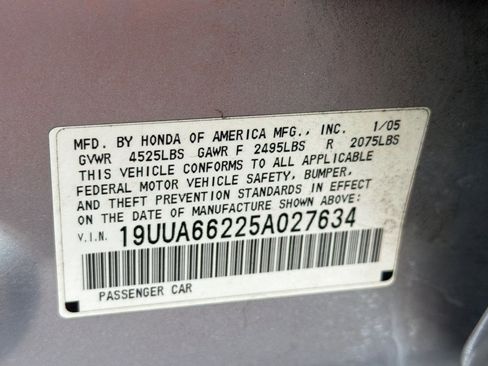 MFD. BY HONDA OF AMERICA MFG., INC. 1/05
GVWR 4525LBS GAWR F 2495LBS R 2075LBS
THIS VEHICLE CONFORMS TO ALL APPLICABLE
FEDERAL MOTOR VEHICLE SAFETY, BUMPER,
AND THEFT PREVENTION STANDARDS IN EFFECT
ON THE DATE OF MANUFACTURE SHOWN ABOVE:
V.I.N. 19UUA66225A027634
PASSENGER CAR